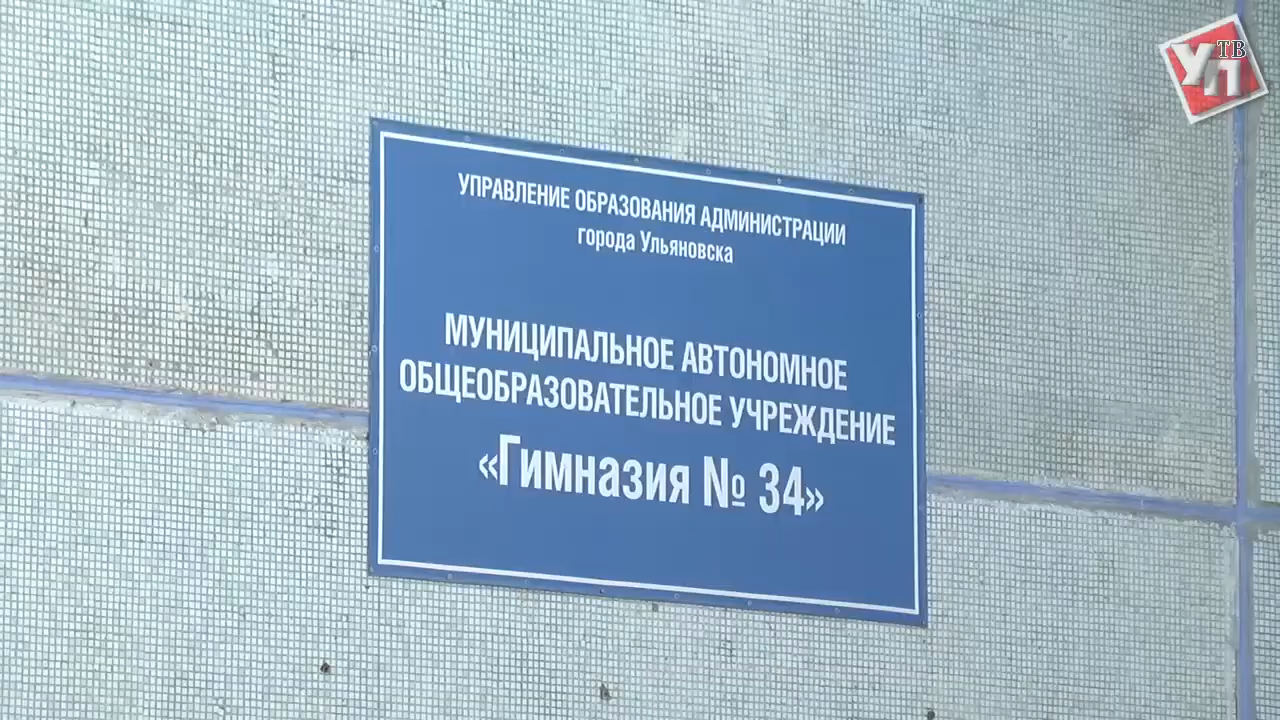 УП
ТВ
УПРАВЛЕНИЕ ОБРАЗОВАНИЯ АДМИНИСТРАЦИИ
города Ульяновска
МУНИЦИПАЛЬНОЕ АВТОНОМНОЕ
ОБЩЕОБРАЗОВАТЕЛЬНОЕ УЧРЕЖДЕНИЕ
«Гимназия № 34»